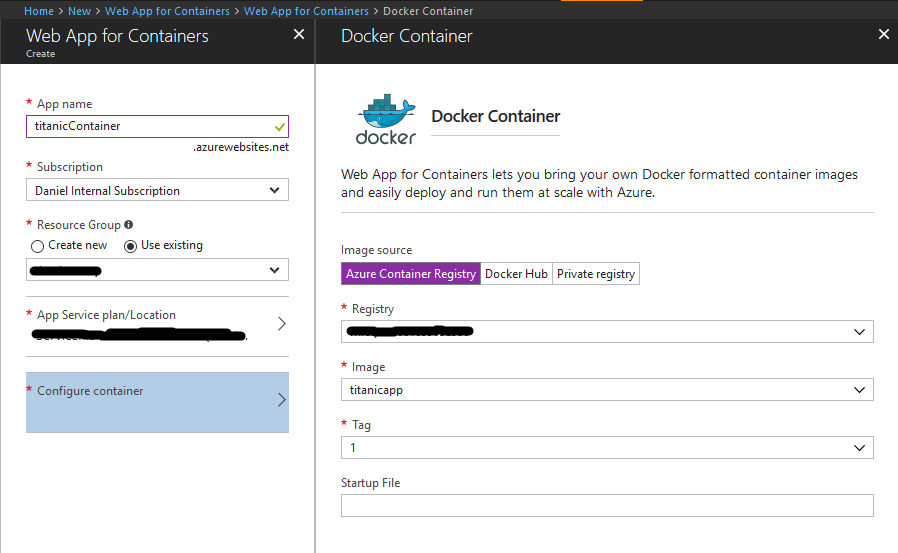 Home > New > Web App for Containers > Web App for Containers > Docker Container
Web App for Containers
Create
* App name
titanicContainer
.azurewebsites.net
* Subscription
Daniel Internal Subscription
* Resource Group
Create new
Use existing
* App Service plan/Location
* Configure container
Docker Container
docker
Docker Container
Web App for Containers lets you bring your own Docker formatted container images
and easily deploy and run them at scale with Azure.
Image source
Azure Container Registry
Docker Hub
Private registry
* Registry
* Image
titanicapp
* Tag
1
Startup File